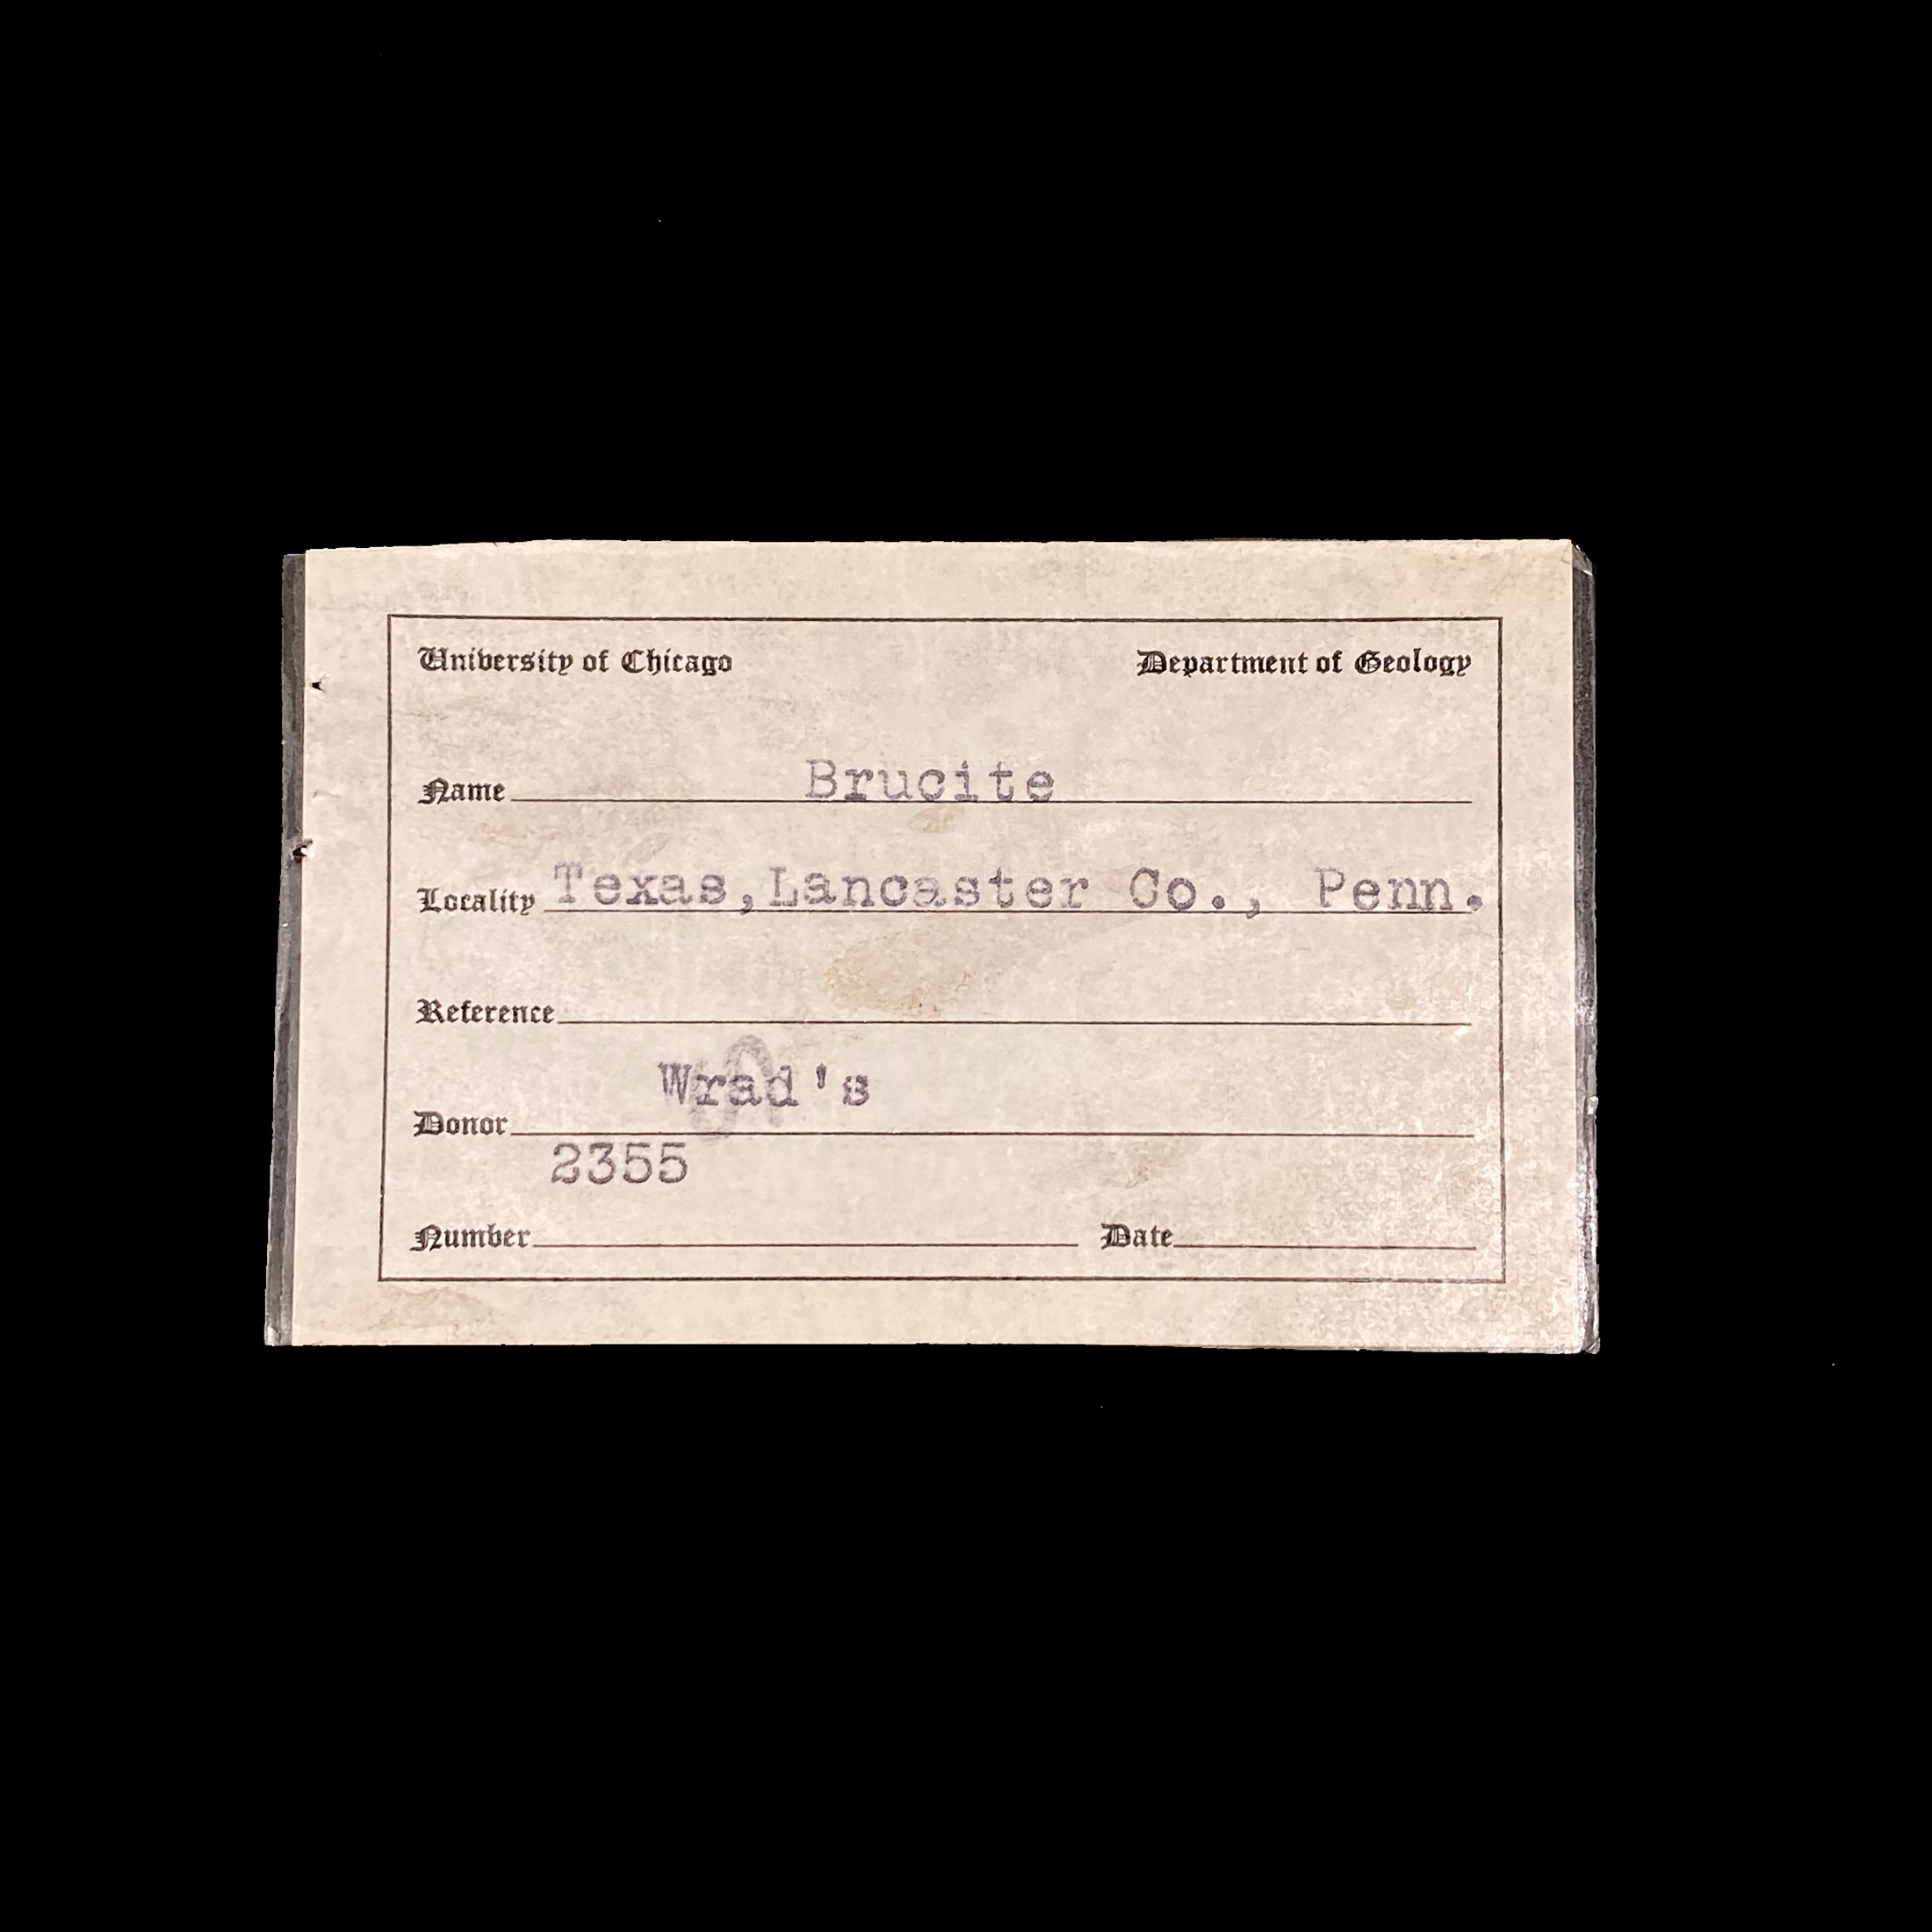 University of Chicago Department of Geology
Name Brucite
Locality Texas,Lancaster Co., Penn.
Reference
Donor Wrad's
2355
Number Date